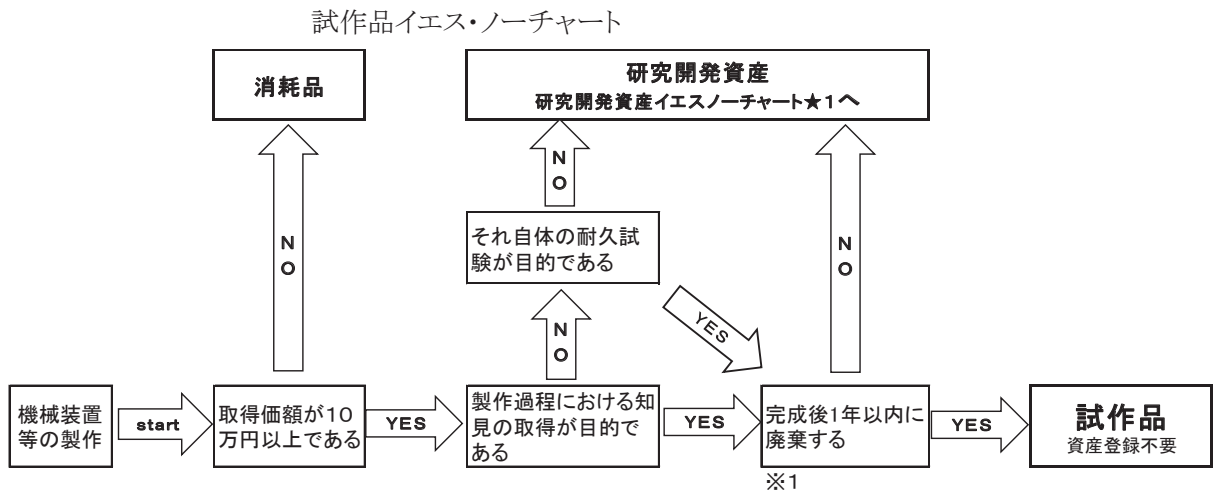 試作品イエス・ノーチャート
消耗品
研究開発資産
研究開発資産イエスノーチャート★1へ
NO
NO
NO
それ自体の耐久試
験が目的である
NO
YES
機械装置
等の製作
start
取得価額が10
万円以上である
YES
製作過程における知
見の取得が目的で
ある
YES
完成後1年以内に
廃棄する
YES
試作品
資産登録不要
※1